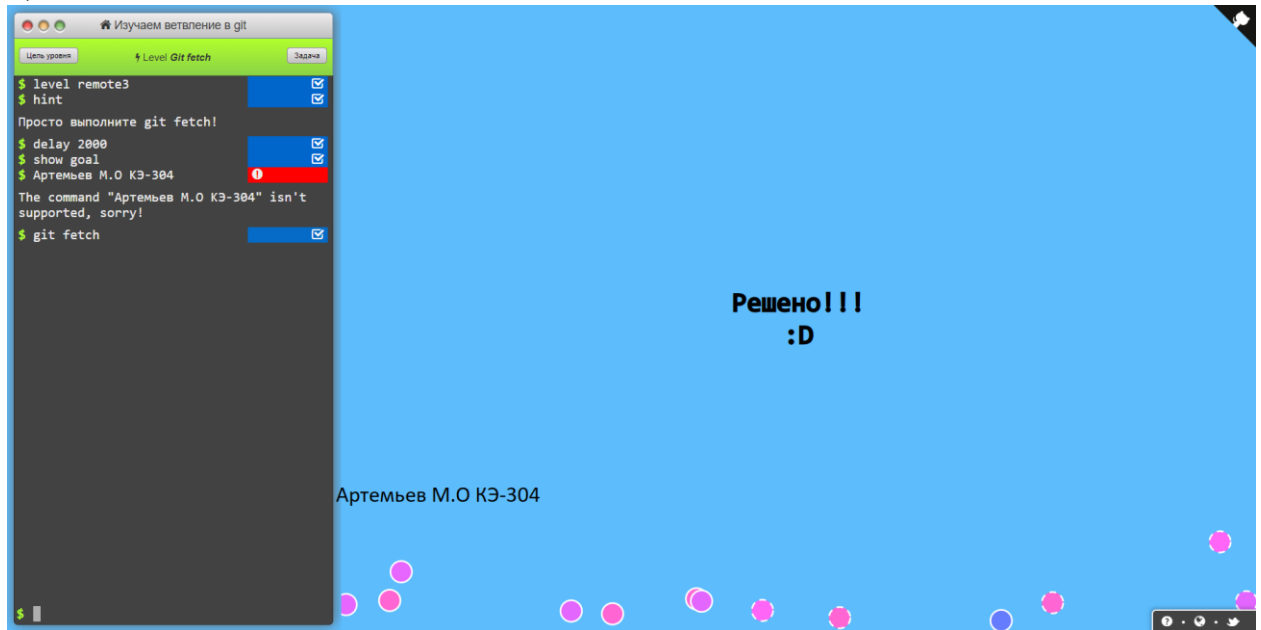 Изучаем ветвление в git
Цель уровня
Level Git fetch
Задача
$ level remote3
$ hint
Просто выполните git fetch!
$ delay 2000
$ show goal
$ Артемьев М.О КЭ-304
The command "Артемьев М.О КЭ-304" isn't
supported, sorry!
$ git fetch
Решено!!!
:D
Артемьев М.О КЭ-304
$